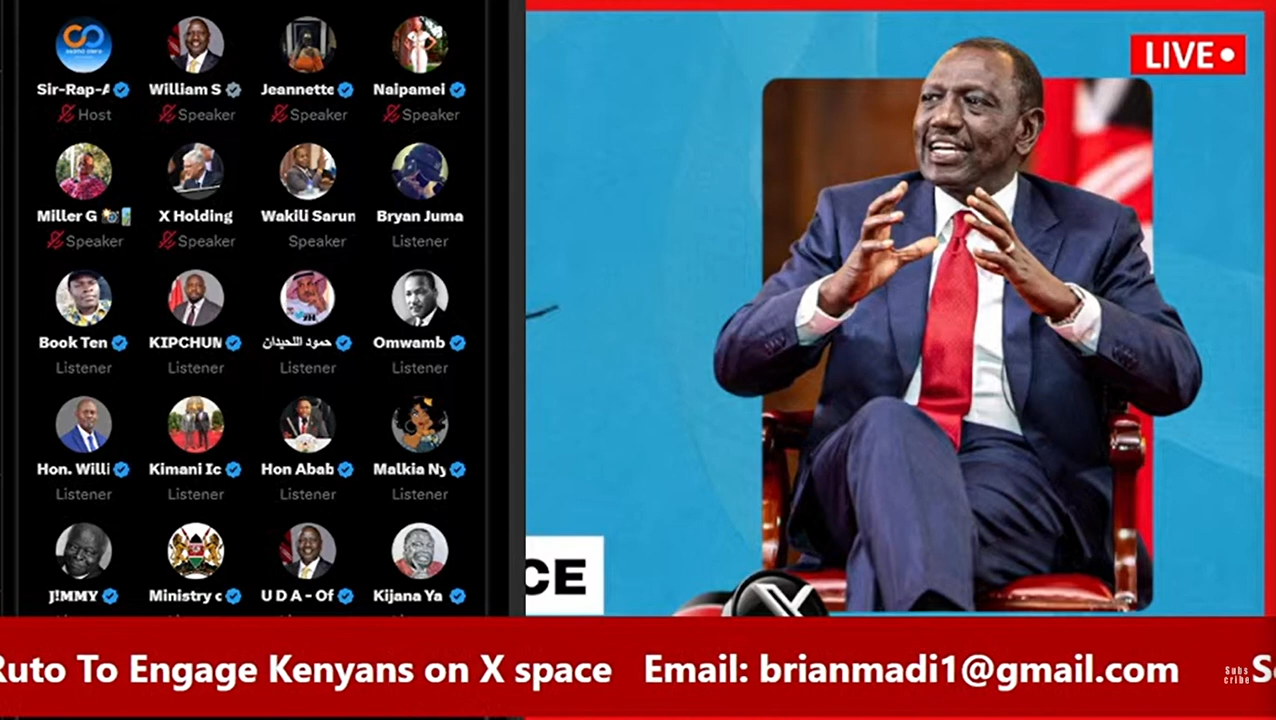 Sir-Rap-A
William S
Jeannette
Naipamei
Host
Speaker
Speaker
Speaker
Miller G
X Holding
Wakili Sarun
Bryan Juma
Speaker
Speaker
Speaker
Listener
Book Ten
KIPCHUM
حمود اللحيدان
Omwamb
Listener
Listener
Listener
Listener
Hon. Willi
Kimani Ic
Hon Abab
Malkia Ny
Listener
Listener
Listener
Listener
J!MMY
Ministry c
U D A - Of
Kijana Ya
LIVE
CE
Ruto To Engage Kenyans on X space Email: brianmadi1@gmail.com
Subs
cribe